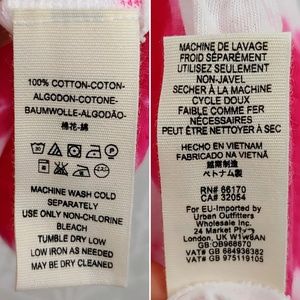 100% COTTON-COTON-
ALGODON-COTONE-
BAUMWOLLE-ALGODÃO-
棉花-綿
MACHINE WASH COLD
SEPARATELY
USE ONLY NON-CHLORINE
BLEACH
TUMBLE DRY LOW
LOW IRON AS NEEDED
MAY BE DRY CLEANED
MACHINE DE LAVAGE
FROID SÉPARÉMENT
UTILISEZ SEULEMENT
NON-JAVEL
SECHER À LA MACHINE
CYCLE DOUX
FAIBLE COMME FER
NÉCESSAIRES
PEUT ÊTRE NETTOYER À SEC
HECHO EN VIETNAM
FABRICADO NA VIETNÃ
越南制造
ベトナム製
RN# 66170
CA# 32054
For EU-Imported by
Urban Outfitters
Wholesale Inc.
24 Market Place
London, UK W1W8AN
GB:OB968670
VAT# GB 684936382
VAT# GB 975119105